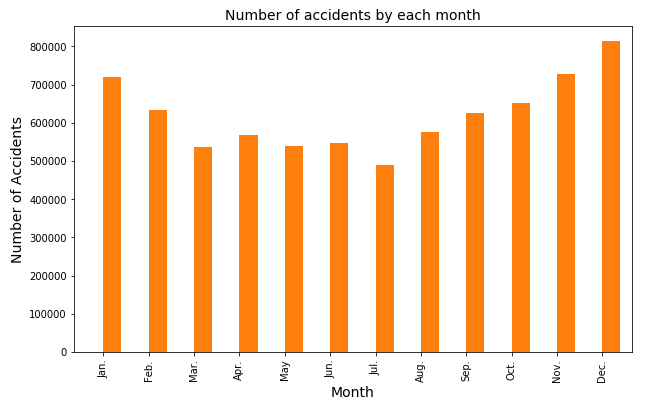 Number of accidents by each month
Number of Accidents
800000
700000
600000
500000
400000
300000
200000
100000
0
Jan.
Feb.
Mar.
Apr.
May
Jun.
Jul.
Aug.
Sep.
Oct.
Nov.
Dec.
Month